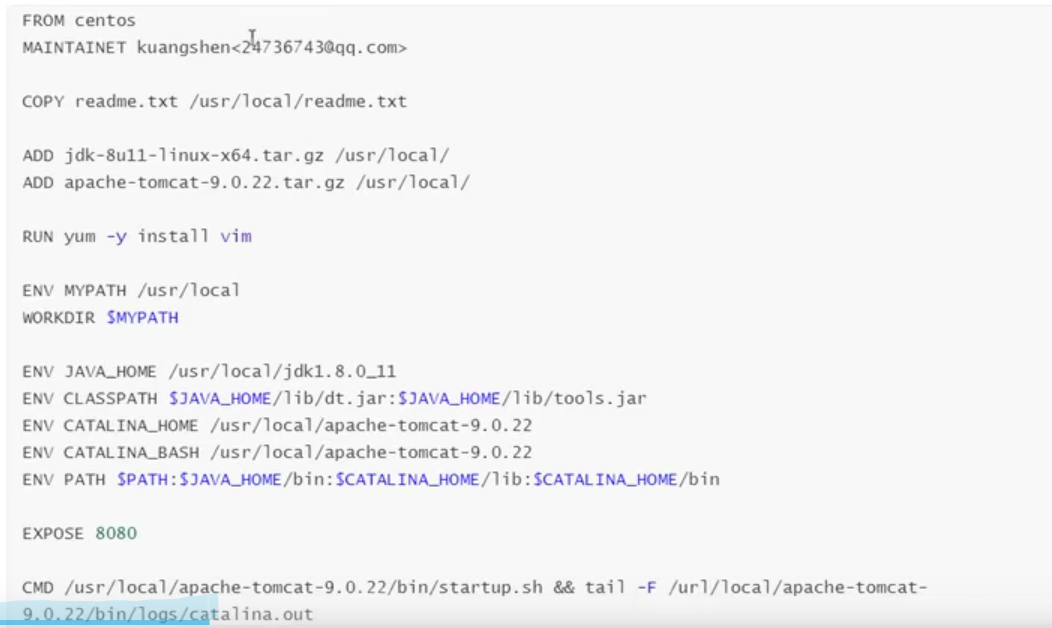 FROM centos
MAINTAINET kuangshen<24736743@qq.com>
COPY readme.txt /usr/local/readme.txt
ADD jdk-8u11-linux-x64.tar.gz /usr/local/
ADD apache-tomcat-9.0.22.tar.gz /usr/local/
RUN yum -y install vim
ENV MYPATH /usr/local
WORKDIR $MYPATH
ENV JAVA_HOME /usr/local/jdk1.8.0_11
ENV CLASSPATH $JAVA_HOME/lib/dt.jar:$JAVA_HOME/lib/tools.jar
ENV CATALINA_HOME /usr/local/apache-tomcat-9.0.22
ENV CATALINA_BASH /usr/local/apache-tomcat-9.0.22
ENV PATH $PATH:$JAVA_HOME/bin:$CATALINA_HOME/lib:$CATALINA_HOME/bin
EXPOSE 8080
CMD /usr/local/apache-tomcat-9.0.22/bin/startup.sh && tail -F /url/local/apache-tomcat-
9.0.22/bin/logs/catalina.out